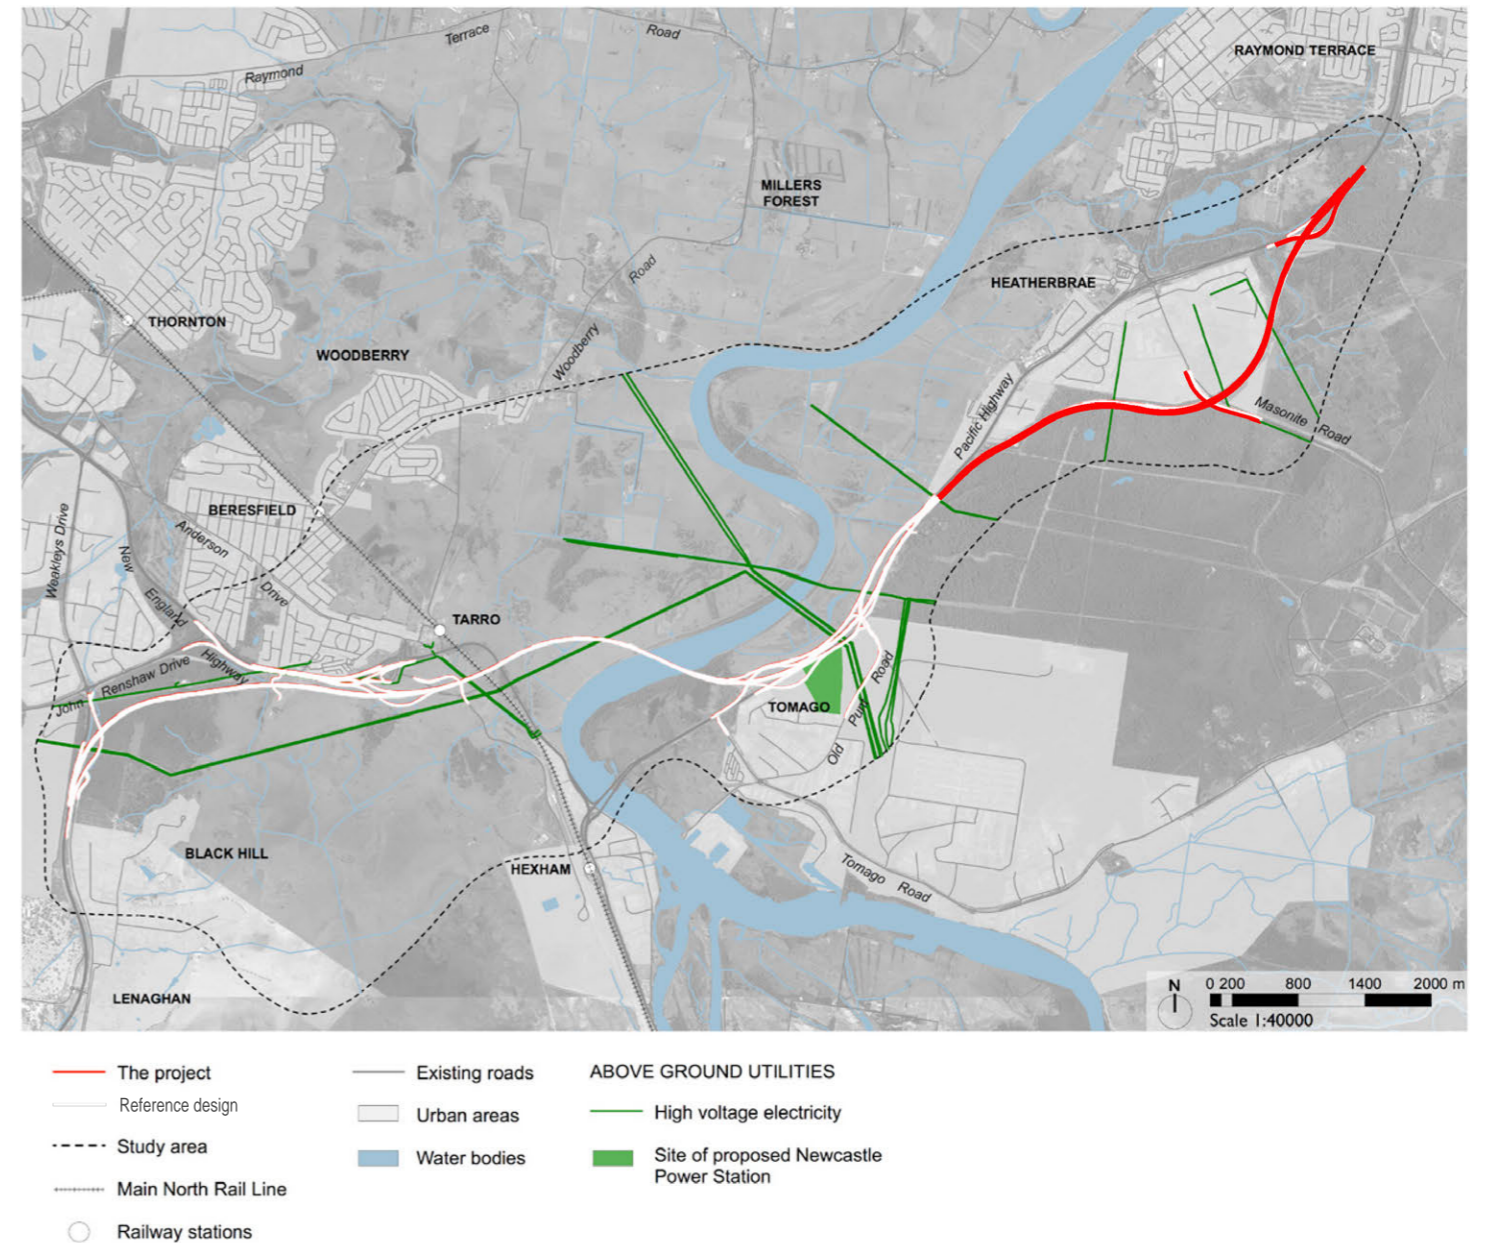 RAYMOND TERRACE
Terrace
Road
Raymond
MILLERS
FOREST
Road
HEATHERBRAE
THORNTON
WOODBERRY
Woodberry
Pacific Highway
Masonite
Road
BERESFIELD
Weakleys Drive
Anderson
Drive
New
England
Highway
TARRO
John
Renshaw Drive
TOMAGO
Old
Punt
Road
BLACK HILL
HEXHAM
Tomago
Road
LENAGHAN
N
0 200 800 1400 2000 m
Scale 1:40000
The project
Reference design
Study area
Main North Rail Line
Railway stations
Existing roads
Urban areas
Water bodies
ABOVE GROUND UTILITIES
High voltage electricity
Site of proposed Newcastle
Power Station